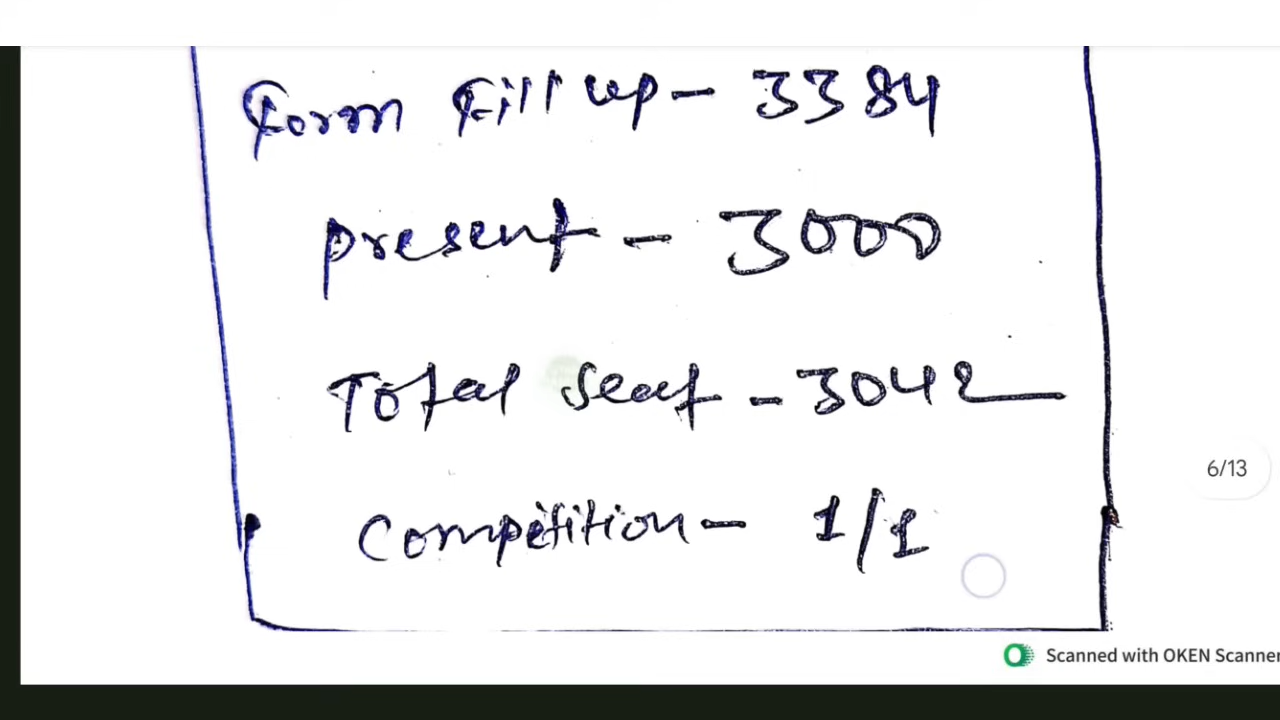 Form fill up - 3384
present - 3000
Total seat - 3042
6/13
Competition - 1/1
Scanned with OKEN Scanner